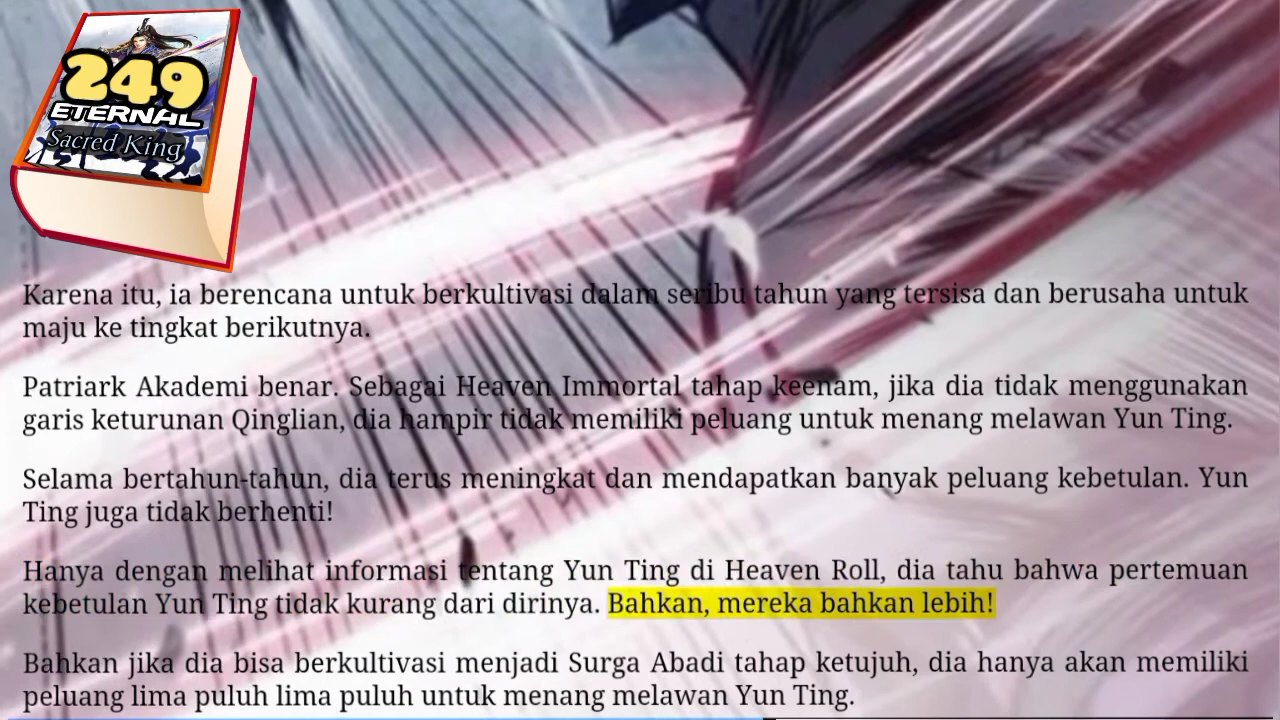 249
ETERNAL
Sacred King
Karena itu, ia berencana untuk berkultivasi dalam seribu tahun yang tersisa dan berusaha untuk
maju ke tingkat berikutnya.
Patriark Akademi benar. Sebagai Heaven Immortal tahap keenam, jika dia tidak menggunakan
garis keturunan Qinglian, dia hampir tidak memiliki peluang untuk menang melawan Yun Ting.
Selama bertahun-tahun, dia terus meningkat dan mendapatkan banyak peluang kebetulan. Yun
Ting juga tidak berhenti!
Hanya dengan melihat informasi tentang Yun Ting di Heaven Roll, dia tahu bahwa pertemuan
kebetulan Yun Ting tidak kurang dari dirinya. Bahkan, mereka bahkan lebih!
Bahkan jika dia bisa berkultivasi menjadi Surga Abadi tahap ketujuh, dia hanya akan memiliki
peluang lima puluh lima puluh untuk menang melawan Yun Ting.